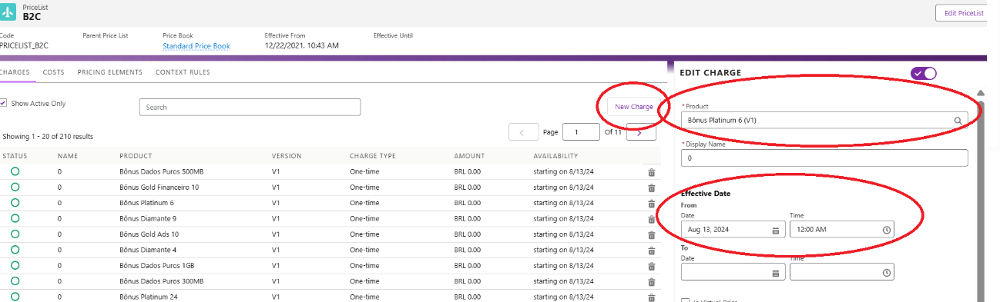 PriceList
B2C
Edit PriceList
Code Parent Price List Price Book Effective From Effective Until
PRICELIST_B2C Standard Price Book 12/22/2021, 10:43 AM
CHARGES COSTS PRICING ELEMENTS CONTEXT RULES
Show Active Only
Search
New Charge
Showing 1 - 20 of 210 results
Page 1 Of 11
STATUS NAME PRODUCT VERSION CHARGE TYPE AMOUNT AVAILABILITY
0 Bônus Dados Puros 500MB V1 One-time BRL 0.00 starting on 8/13/24
0 Bônus Gold Financeiro 10 V1 One-time BRL 0.00 starting on 8/13/24
0 Bônus Platinum 6 V1 One-time BRL 0.00 starting on 8/13/24
0 Bônus Diamante 9 V1 One-time BRL 0.00 starting on 8/13/24
0 Bônus Gold Ads 10 V1 One-time BRL 0.00 starting on 8/13/24
0 Bônus Diamante 4 V1 One-time BRL 0.00 starting on 8/13/24
0 Bônus Dados Puros 1GB V1 One-time BRL 0.00 starting on 8/13/24
0 Bônus Dados Puros 300MB V1 One-time BRL 0.00 starting on 8/13/24
0 Bônus Platinum 24 V1 One-time BRL 0.00 starting on 8/13/24
EDIT CHARGE
* Product
Bônus Platinum 6 (V1)
* Display Name
0
Effective Date
From
Date Time
Aug 13, 2024 12:00 AM
To
Date Time
Is Virtual Price